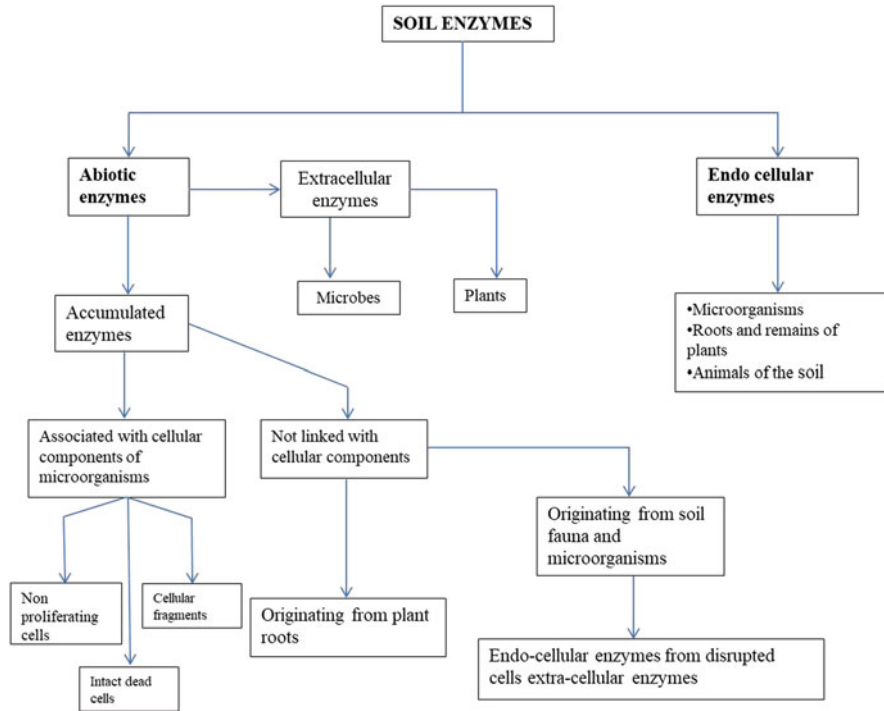 SOIL ENZYMES
Abiotic
enzymes
Extracellular
enzymes
Endo cellular
enzymes
Microbes
Plants
Accumulated
enzymes
•Microorganisms
•Roots and remains of
plants
•Animals of the soil
Associated with cellular
components of
microorganisms
Not linked with
cellular components
Originating from soil
fauna and
microorganisms
Non
proliferating
cells
Cellular
fragments
Originating from plant
roots
Intact dead
cells
Endo-cellular enzymes from disrupted
cells extra-cellular enzymes